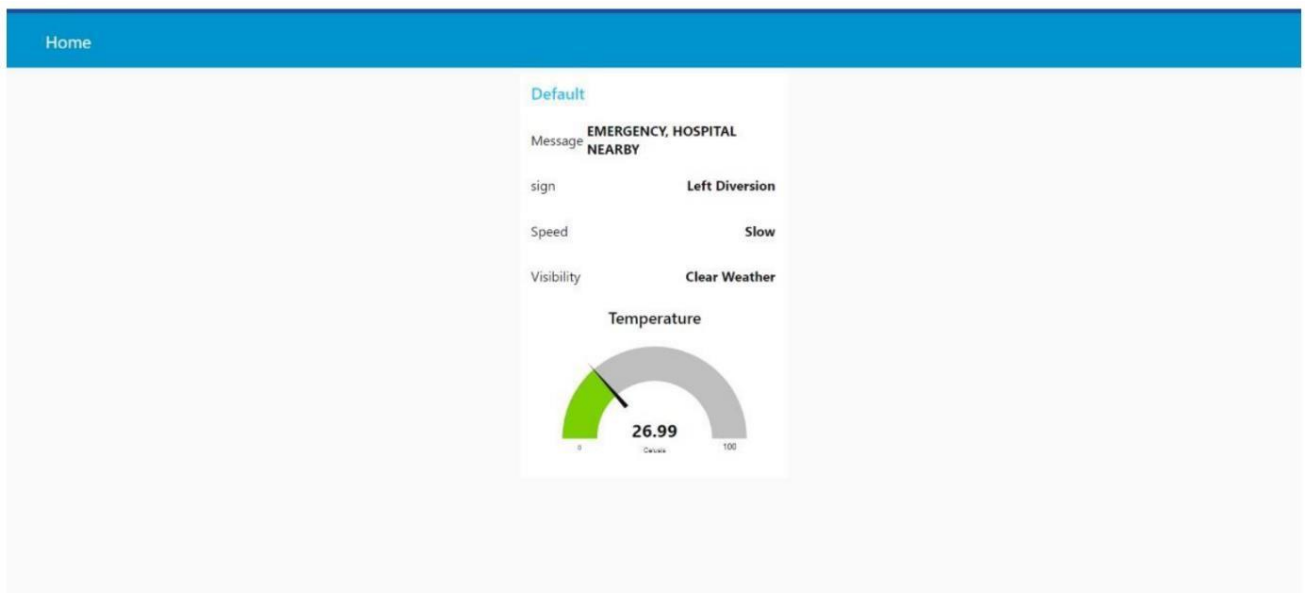 Home
Default
Message EMERGENCY, HOSPITAL
NEARBY
sign Left Diversion
Speed Slow
Visibility Clear Weather
Temperature
26.99
0 Celusis 100